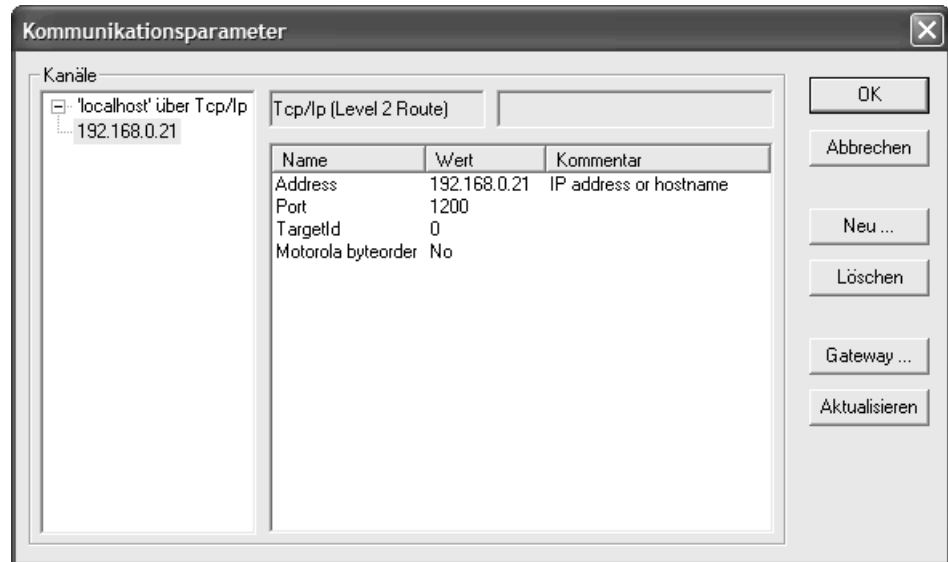 Kommunikationsparameter
Kanäle
'localhost' über Tcp/Ip
192.168.0.21
Tcp/Ip (Level 2 Route)
Name Wert Kommentar
Address 192.168.0.21 IP address or hostname
Port 1200
TargetId 0
Motorola byteorder No
OK
Abbrechen
Neu ...
Löschen
Gateway ...
Aktualisieren